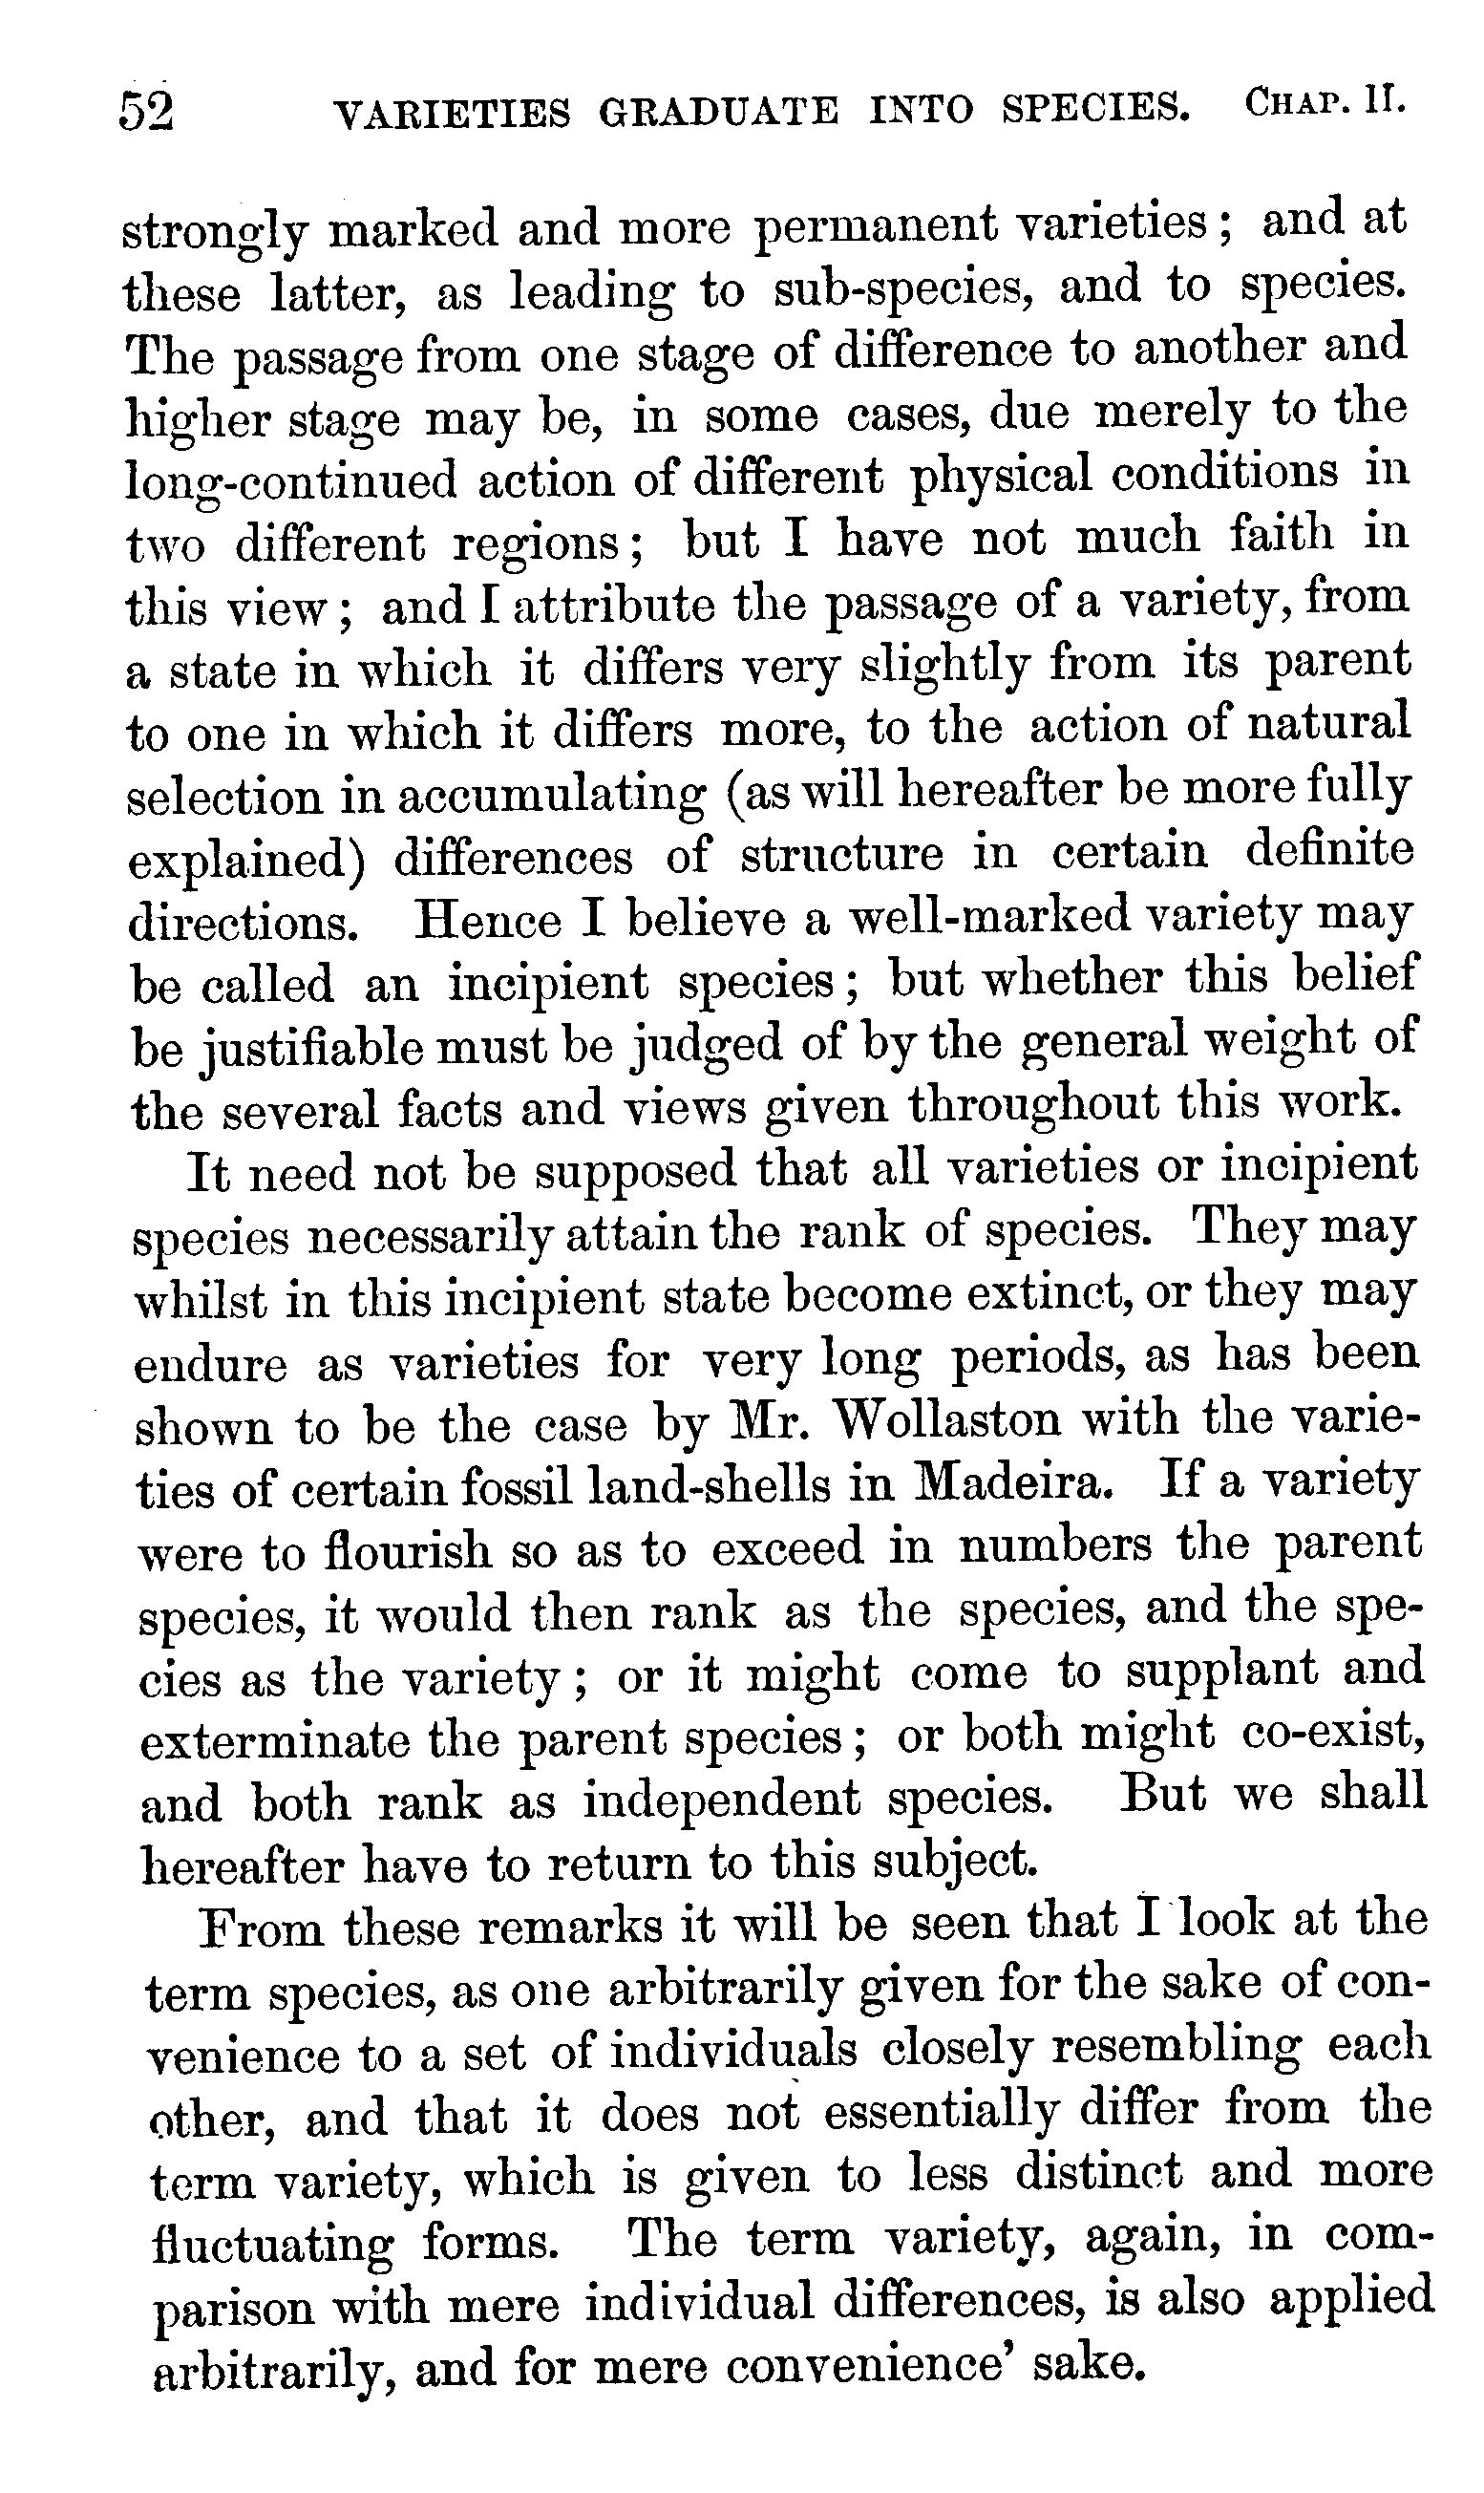 52 VARIETIES GRADUATE INTO SPECIES. CHAP. II.
strongly marked and more permanent varieties; and at
these latter, as leading to sub-species, and to species.
The passage from one stage of difference to another and
higher stage may be, in some cases, due merely to the
long-continued action of different physical conditions in
two different regions; but I have not much faith in
this view; and I attribute the passage of a variety, from
a state in which it differs very slightly from its parent
to one in which it differs more, to the action of natural
selection in accumulating (as will hereafter be more fully
explained) differences of structure in certain definite
directions. Hence I believe a well-marked variety may
be called an incipient species; but whether this belief
be justifiable must be judged of by the general weight of
the several facts and views given throughout this work.
It need not be supposed that all varieties or incipient
species necessarily attain the rank of species. They may
whilst in this incipient state become extinct, or they may
endure as varieties for very long periods, as has been
shown to be the case by Mr. Wollaston with the varie-
ties of certain fossil land-shells in Madeira. If a variety
were to flourish so as to exceed in numbers the parent
species, it would then rank as the species, and the spe-
cies as the variety; or it might come to supplant and
exterminate the parent species; or both might co-exist,
and both rank as independent species. But we shall
hereafter have to return to this subject.
From these remarks it will be seen that I look at the
term species, as one arbitrarily given for the sake of con-
venience to a set of individuals closely resembling each
other, and that it does not essentially differ from the
term variety, which is given to less distinct and more
fluctuating forms. The term variety, again, in com-
parison with mere individual differences, is also applied
arbitrarily, and for mere convenience' sake.